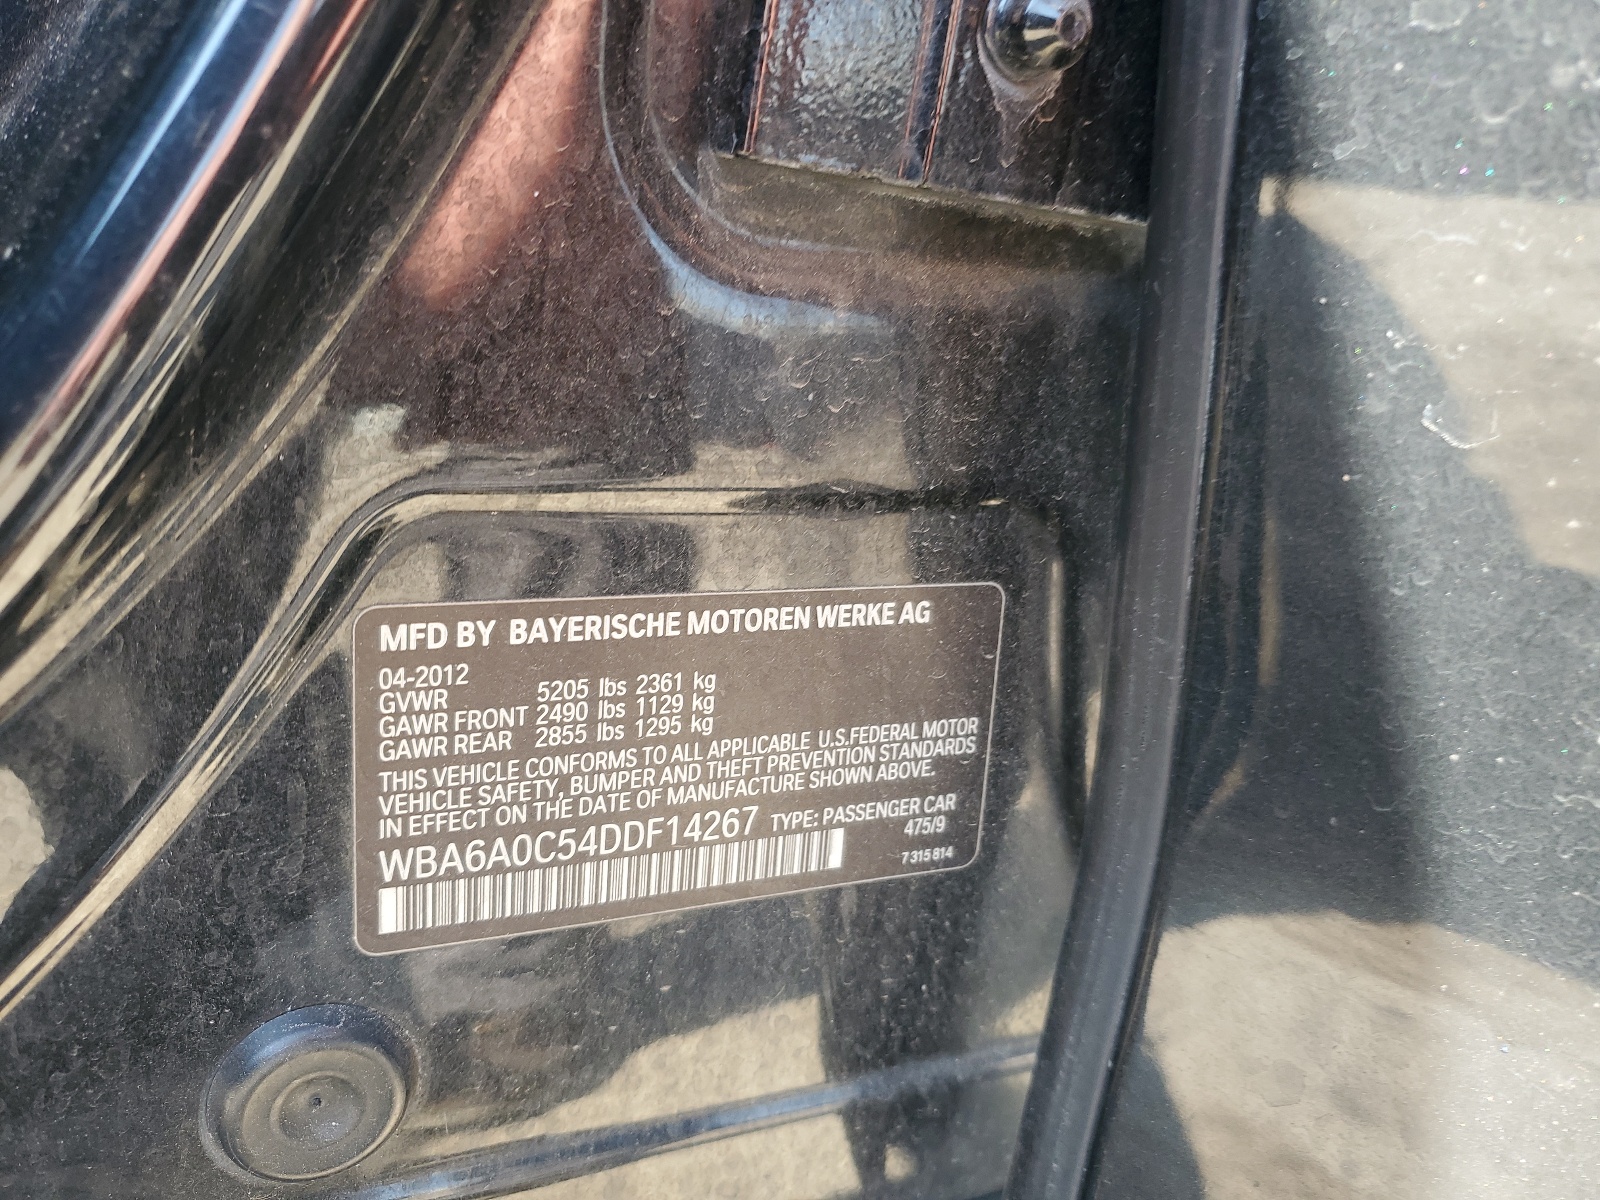 MFD BY BAYERISCHE MOTOREN WERKE AG
04-2012
GVWR 5205 lbs 2361 kg
GAWR FRONT 2490 lbs 1129 kg
GAWR REAR 2855 lbs 1295 kg
THIS VEHICLE CONFORMS TO ALL APPLICABLE U.S.FEDERAL MOTOR
VEHICLE SAFETY, BUMPER AND THEFT PREVENTION STANDARDS
IN EFFECT ON THE DATE OF MANUFACTURE SHOWN ABOVE.
WBA6A0C54DDF14267 TYPE: PASSENGER CAR
475/9
7 315 814